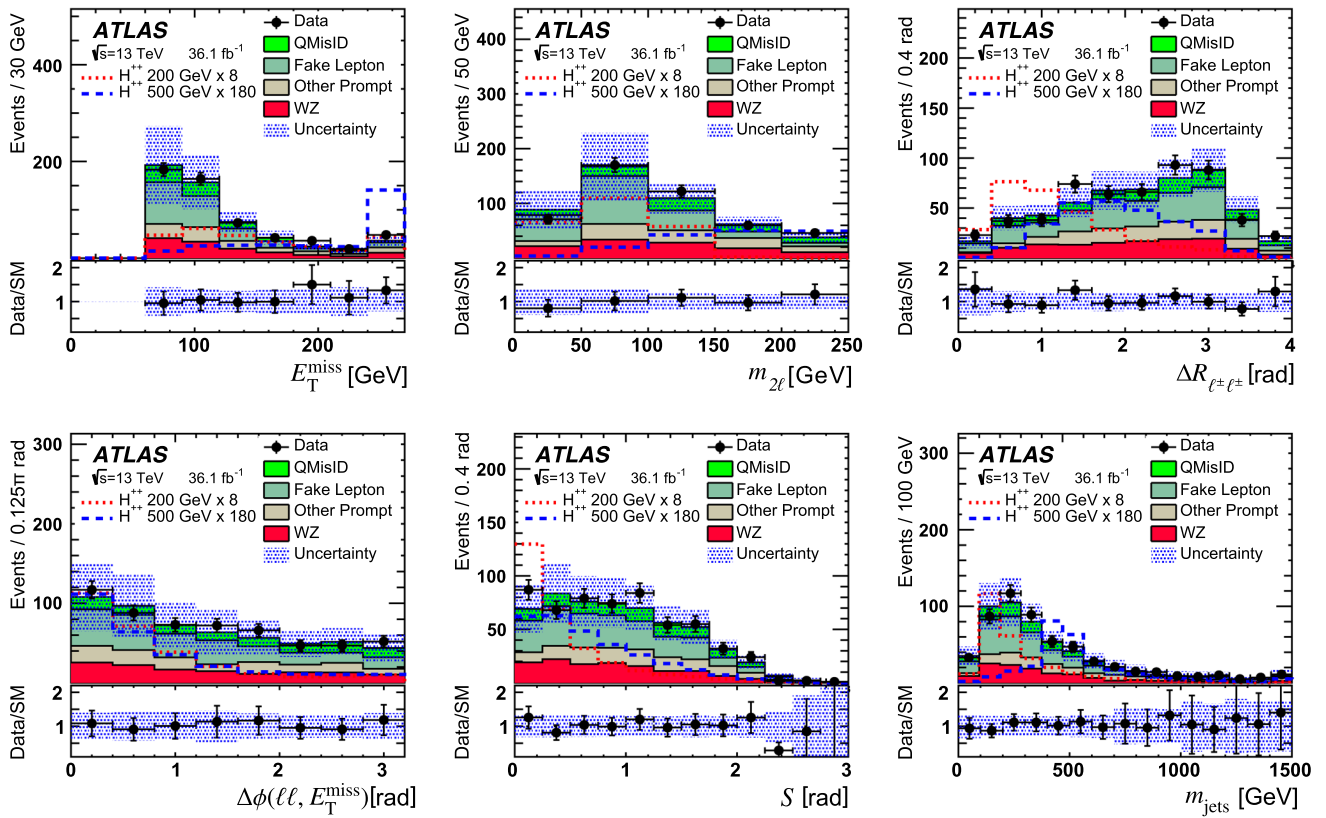 Events / 30 GeV
400
200
ATLAS
√s=13 TeV 36.1 fb-1
H++ 200 GeV x 8
H++ 500 GeV x 180
Data
QMisID
Fake Lepton
Other Prompt
WZ
Uncertainty
Data/SM
2
1
0 100 200
E_T^miss [GeV]
Events / 50 GeV
400
300
200
100
ATLAS
√s=13 TeV 36.1 fb-1
H++ 200 GeV x 8
H++ 500 GeV x 180
Data
QMisID
Fake Lepton
Other Prompt
WZ
Uncertainty
Data/SM
2
1
0 50 100 150 200 250
m2ℓ [GeV]
Events / 0.4 rad
200
150
100
50
ATLAS
√s=13 TeV 36.1 fb-1
H++ 200 GeV x 8
H++ 500 GeV x 180
Data
QMisID
Fake Lepton
Other Prompt
WZ
Uncertainty
Data/SM
2
1
0 1 2 3 4
ΔRℓ±ℓ± [rad]
Events / 0.125π rad
300
200
100
ATLAS
√s=13 TeV 36.1 fb-1
H++ 200 GeV x 8
H++ 500 GeV x 180
Data
QMisID
Fake Lepton
Other Prompt
WZ
Uncertainty
Data/SM
2
1
0 1 2 3
Δϕ(ℓℓ, E_T^miss)[rad]
Events / 0.4 rad
200
150
100
50
ATLAS
√s=13 TeV 36.1 fb-1
H++ 200 GeV x 8
H++ 500 GeV x 180
Data
QMisID
Fake Lepton
Other Prompt
WZ
Uncertainty
Data/SM
2
1
0 1 2 3
S [rad]
Events / 100 GeV
300
200
100
ATLAS
√s=13 TeV 36.1 fb-1
H++ 200 GeV x 8
H++ 500 GeV x 180
Data
QMisID
Fake Lepton
Other Prompt
WZ
Uncertainty
Data/SM
2
1
0 500 1000 1500
mjets [GeV]